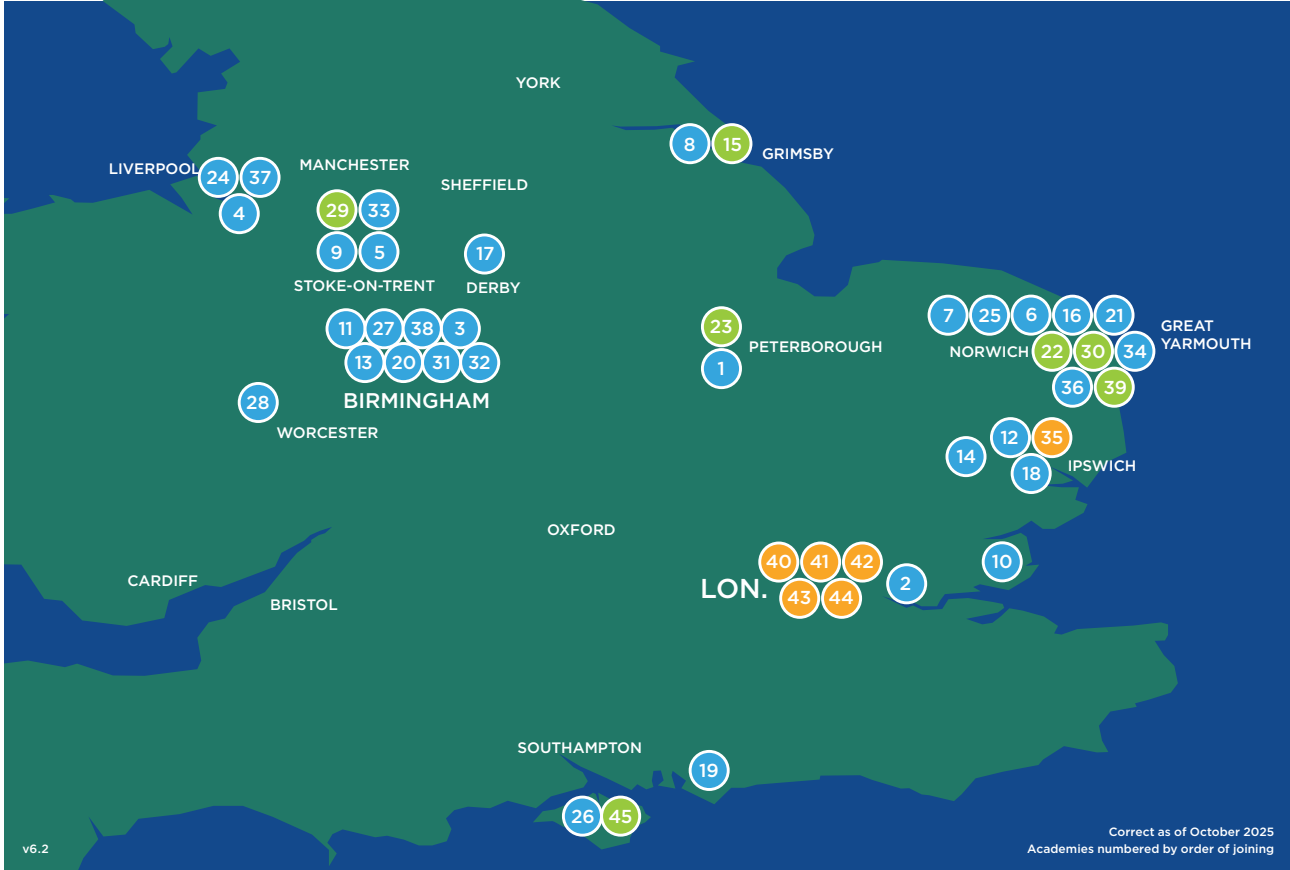 YORK
8 15
GRIMSBY
LIVERPOOL
24 37
4
MANCHESTER
SHEFFIELD
29 33
9 5
17
STOKE-ON-TRENT
DERBY
11 27 38 3
13 20 31 32
BIRMINGHAM
28
WORCESTER
23
PETERBOROUGH
1
7 25 6 16 21
GREAT
YARMOUTH
NORWICH
22 30 34
36 39
12 35
14
18
IPSWICH
OXFORD
CARDIFF
BRISTOL
40 41 42
LON.
43 44
2
10
SOUTHAMPTON
19
26 45
v6.2
Correct as of October 2025
Academies numbered by order of joining